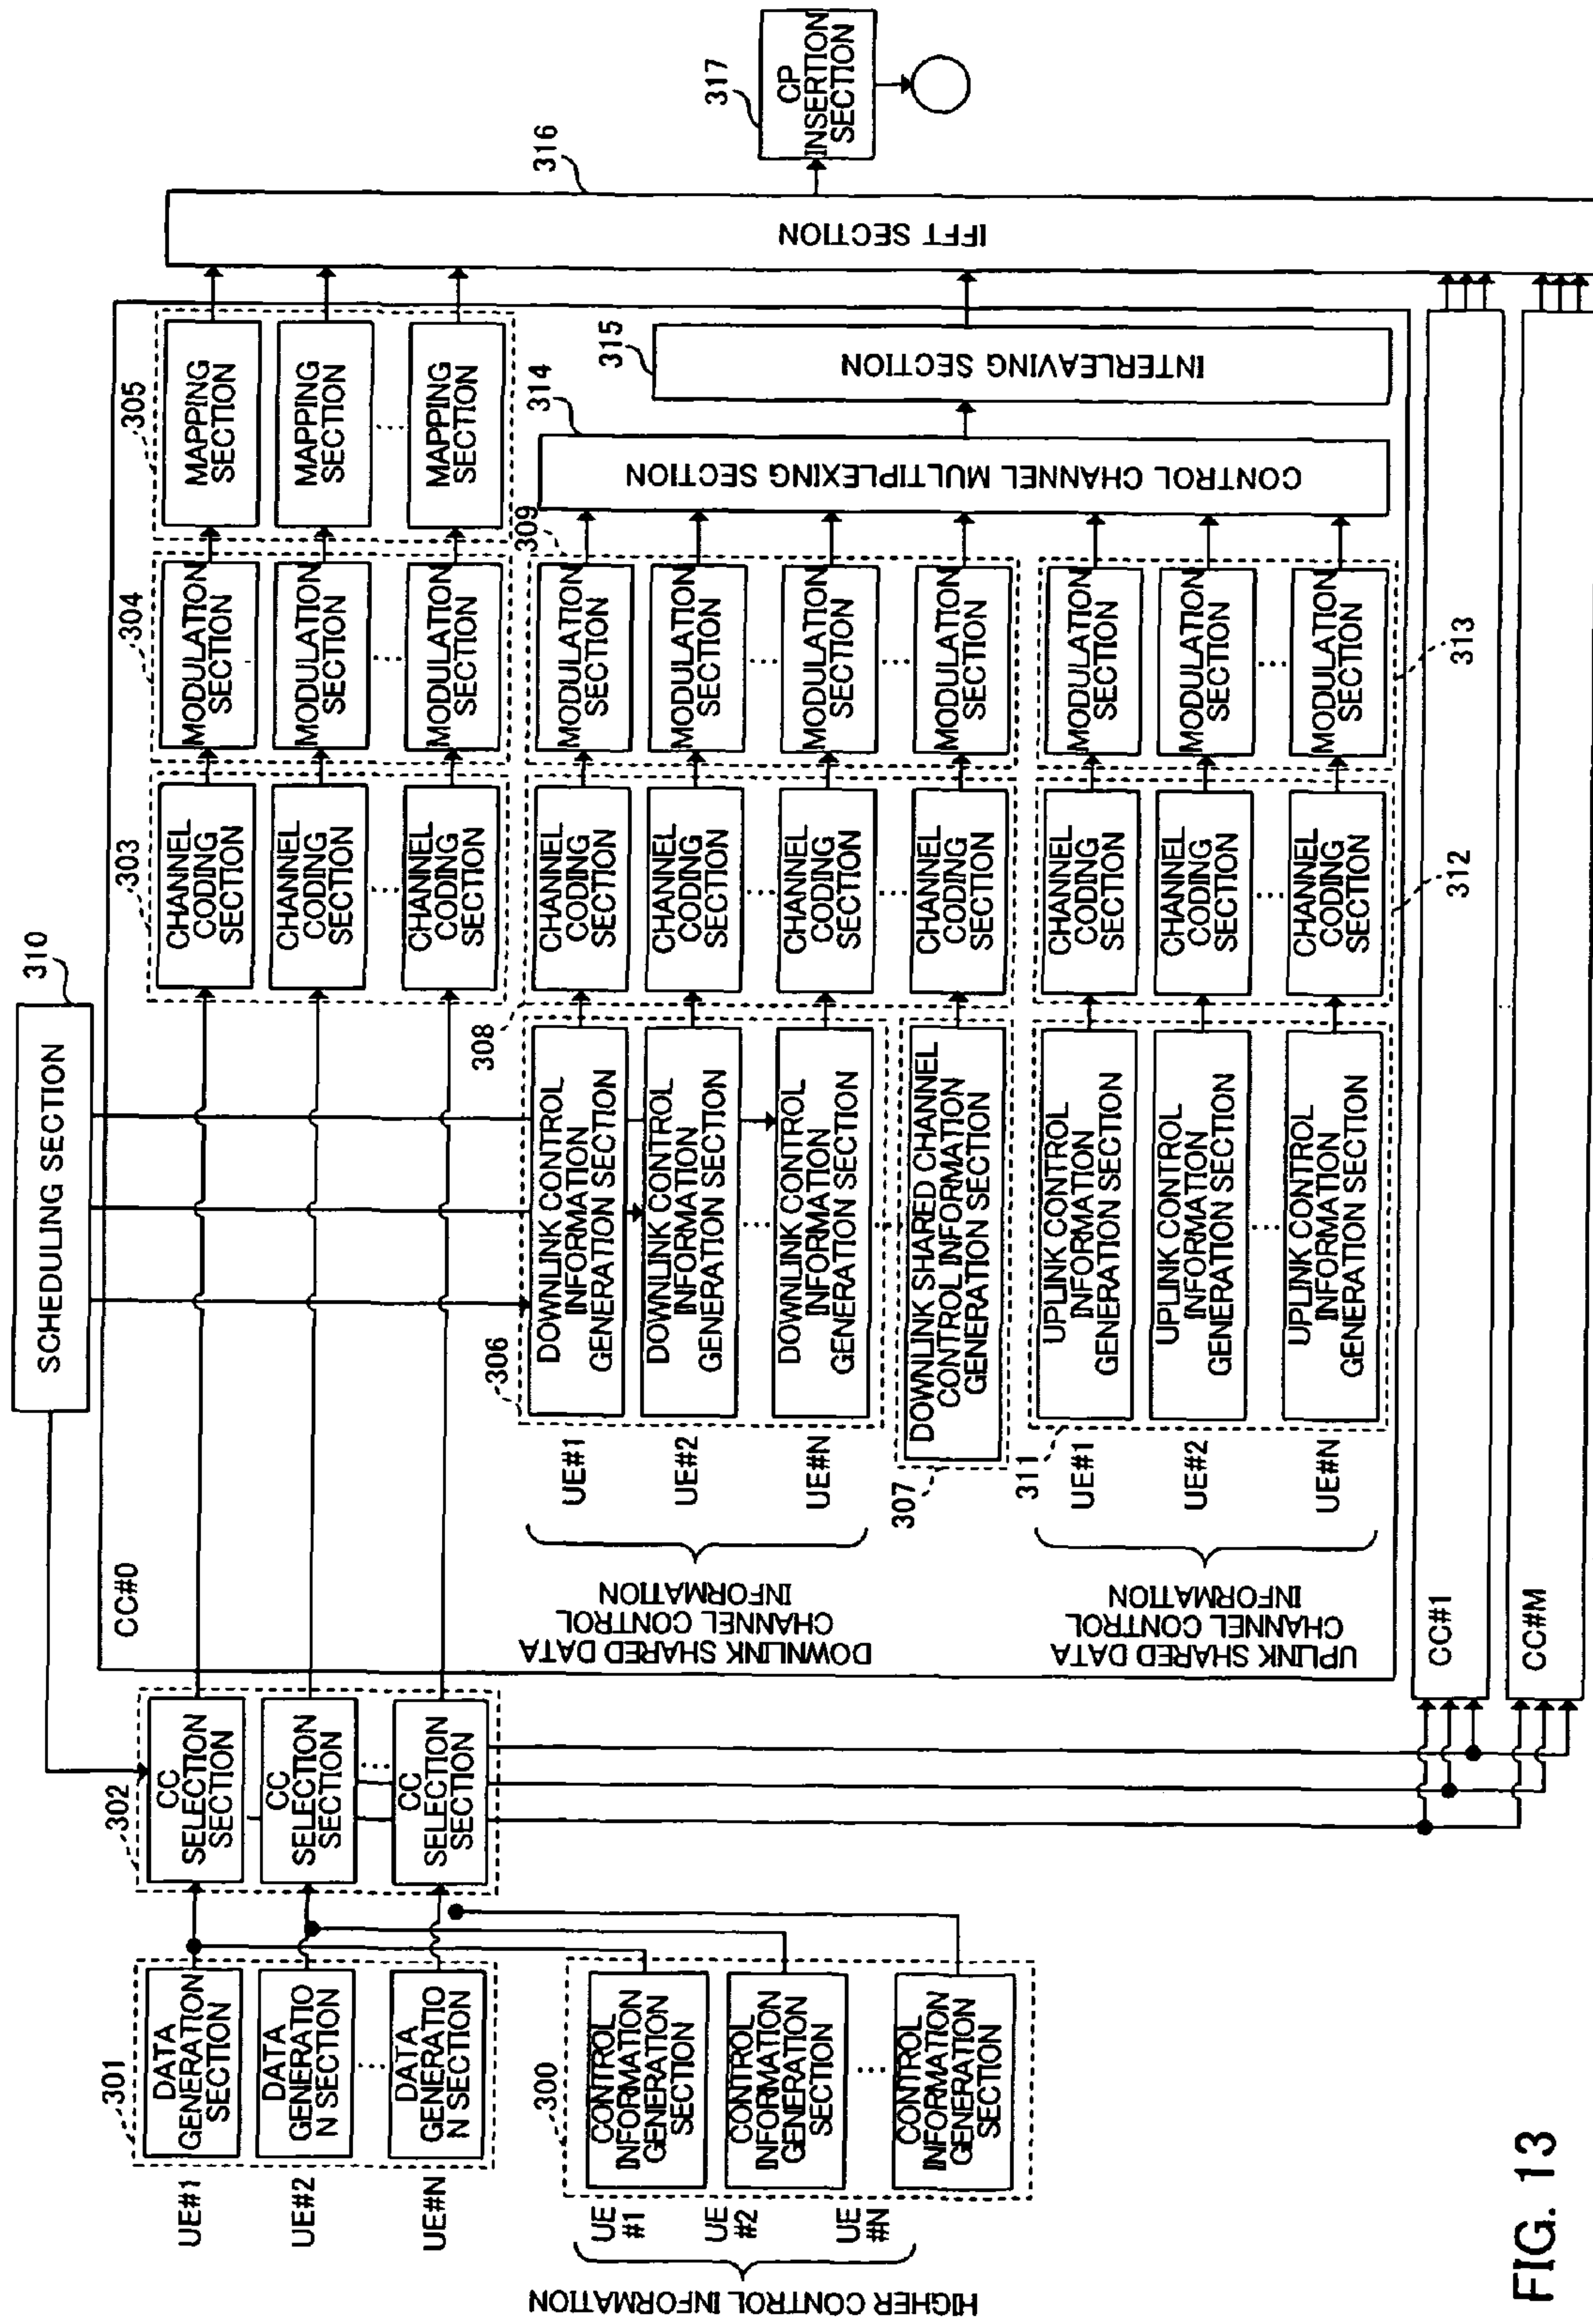 310
SCHEDULING SECTION
301
UE#1
DATA
GENERATION
SECTION
UE#2
DATA
GENERATIO
N SECTION
UE#N
DATA
GENERATIO
N SECTION
HIGHER CONTROL INFORMATION
300
UE
#1
CONTROL
INFORMATION
GENERATION
SECTION
UE
#2
CONTROL
INFORMATION
GENERATION
SECTION
UE
#N
CONTROL
INFORMATION
GENERATION
SECTION
302
CC
SELECTION
SECTION
CC
SELECTION
SECTION
CC
SELECTION
SECTION
CC#0
303
CHANNEL
CODING
SECTION
CHANNEL
CODING
SECTION
CHANNEL
CODING
SECTION
304
MODULATION
SECTION
MODULATION
SECTION
MODULATION
SECTION
305
MAPPING
SECTION
MAPPING
SECTION
MAPPING
SECTION
DOWNLINK SHARED DATA
CHANNEL CONTROL
INFORMATION
306
UE#1
DOWNLINK CONTROL
INFORMATION
GENERATION SECTION
UE#2
DOWNLINK CONTROL
INFORMATION
GENERATION SECTION
UE#N
DOWNLINK CONTROL
INFORMATION
GENERATION SECTION
307
DOWNLINK SHARED CHANNEL
CONTROL INFORMATION
GENERATION SECTION
308
CHANNEL
CODING
SECTION
CHANNEL
CODING
SECTION
CHANNEL
CODING
SECTION
CHANNEL
CODING
SECTION
309
MODULATION
SECTION
MODULATION
SECTION
MODULATION
SECTION
MODULATION
SECTION
UPLINK SHARED DATA
CHANNEL CONTROL
INFORMATION
311
UE#1
UPLINK CONTROL
INFORMATION
GENERATION SECTION
UE#2
UPLINK CONTROL
INFORMATION
GENERATION SECTION
UE#N
UPLINK CONTROL
INFORMATION
GENERATION SECTION
312
CHANNEL
CODING
SECTION
CHANNEL
CODING
SECTION
CHANNEL
CODING
SECTION
313
MODULATION
SECTION
MODULATION
SECTION
MODULATION
SECTION
314
CONTROL CHANNEL MULTIPLEXING SECTION
315
INTERLEAVING SECTION
316
IFFT SECTION
317
CP
INSERTION
SECTION
CC#1
CC#M
FIG. 13